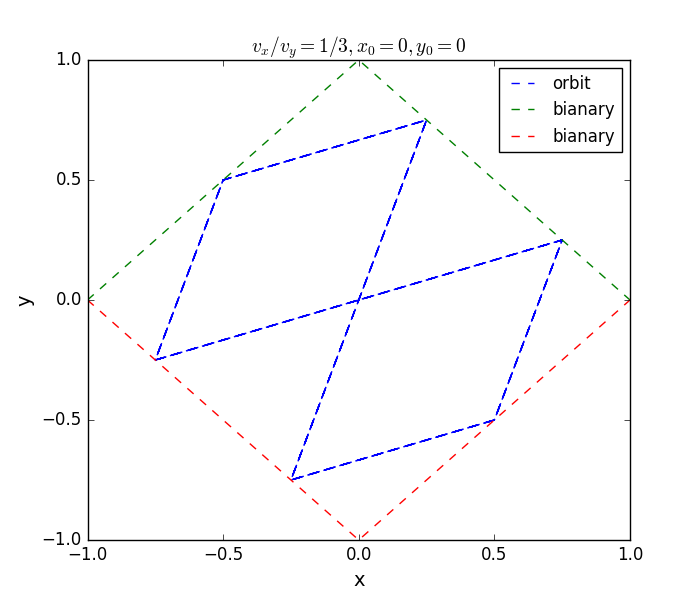 v_x/v_y = 1/3, x_0 = 0, y_0 = 0
orbit
bianary
bianary
1.0
0.5
0.0
−0.5
−1.0
y
−1.0 −0.5 0.0 0.5 1.0
x